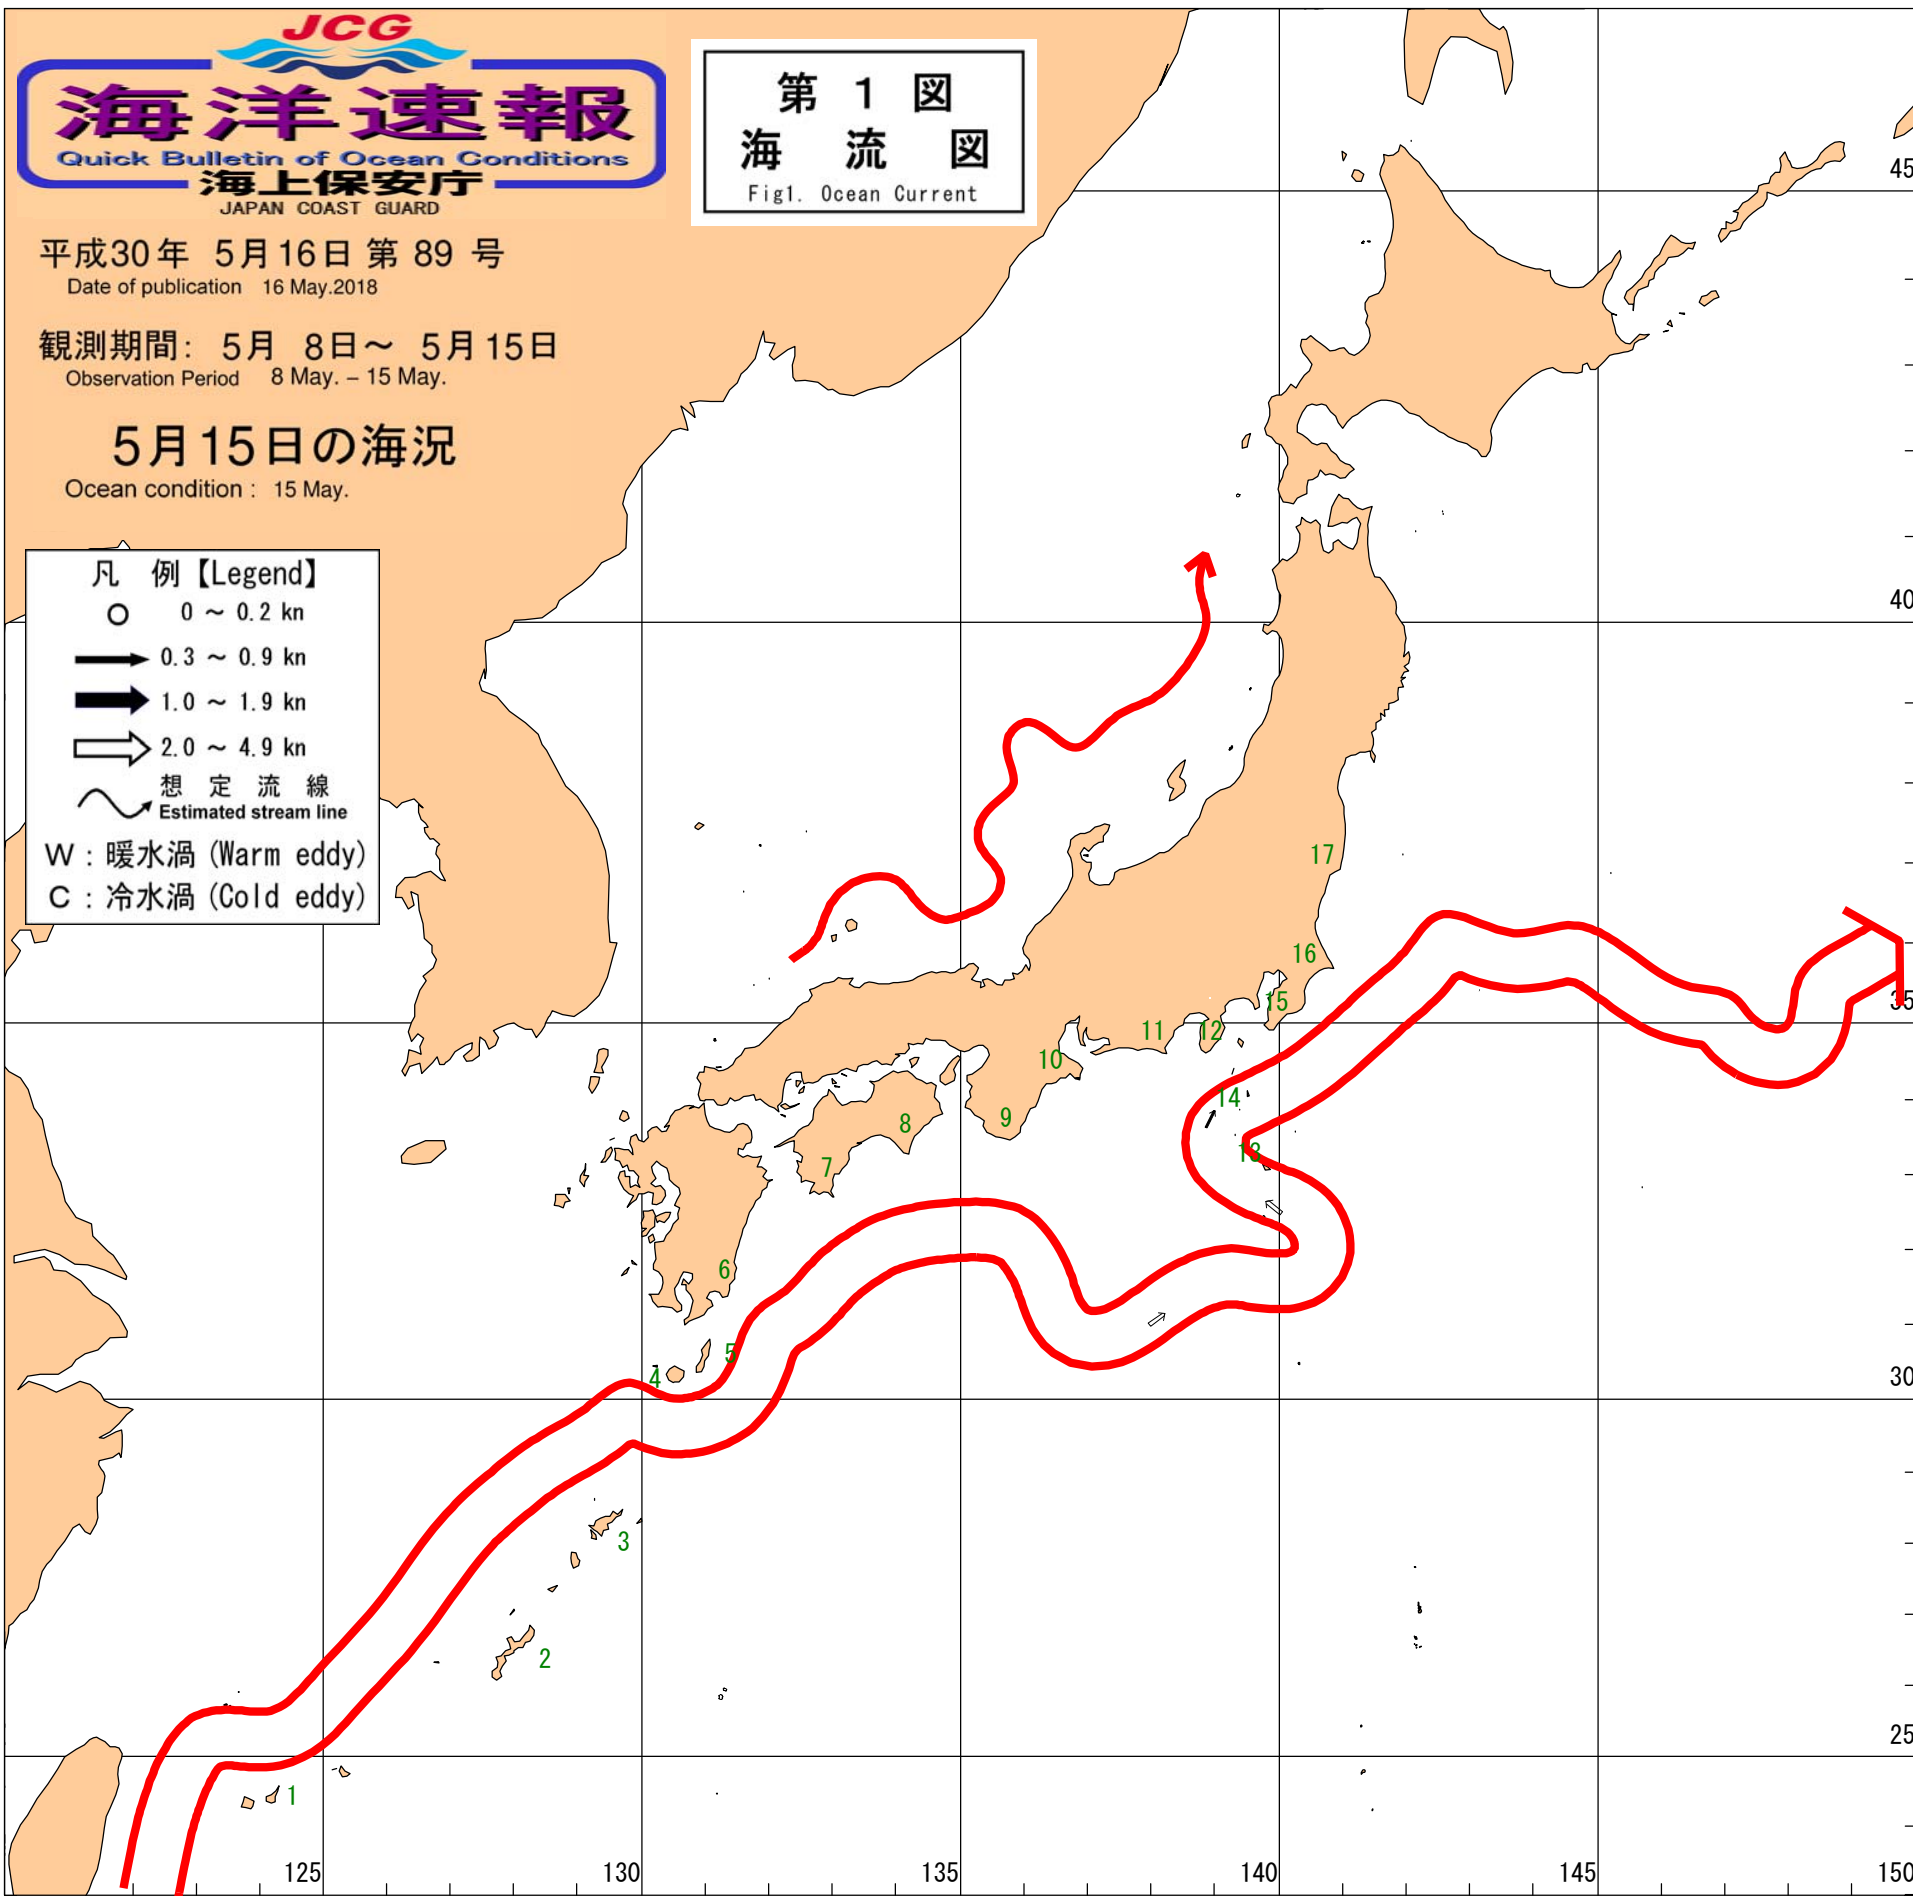 JCG
海洋速報
Quick Bulletin of Ocean Conditions
海上保安庁
JAPAN COAST GUARD
第 1 図
海 流 図
Fig1. Ocean Current
平成30年 5月16日 第 89 号
Date of publication 16 May.2018
観測期間: 5月 8日～ 5月15日
Observation Period 8 May. – 15 May.
5月15日の海況
Ocean condition : 15 May.
凡 例【Legend】
0 ～ 0.2 kn
0.3 ～ 0.9 kn
1.0 ～ 1.9 kn
2.0 ～ 4.9 kn
想 定 流 線
Estimated stream line
W : 暖水渦 (Warm eddy)
C : 冷水渦 (Cold eddy)
45
40
35
30
25
17
16
15
14
13
12
11
10
9
8
7
6
5
4
3
2
1
125
130
135
140
145
150